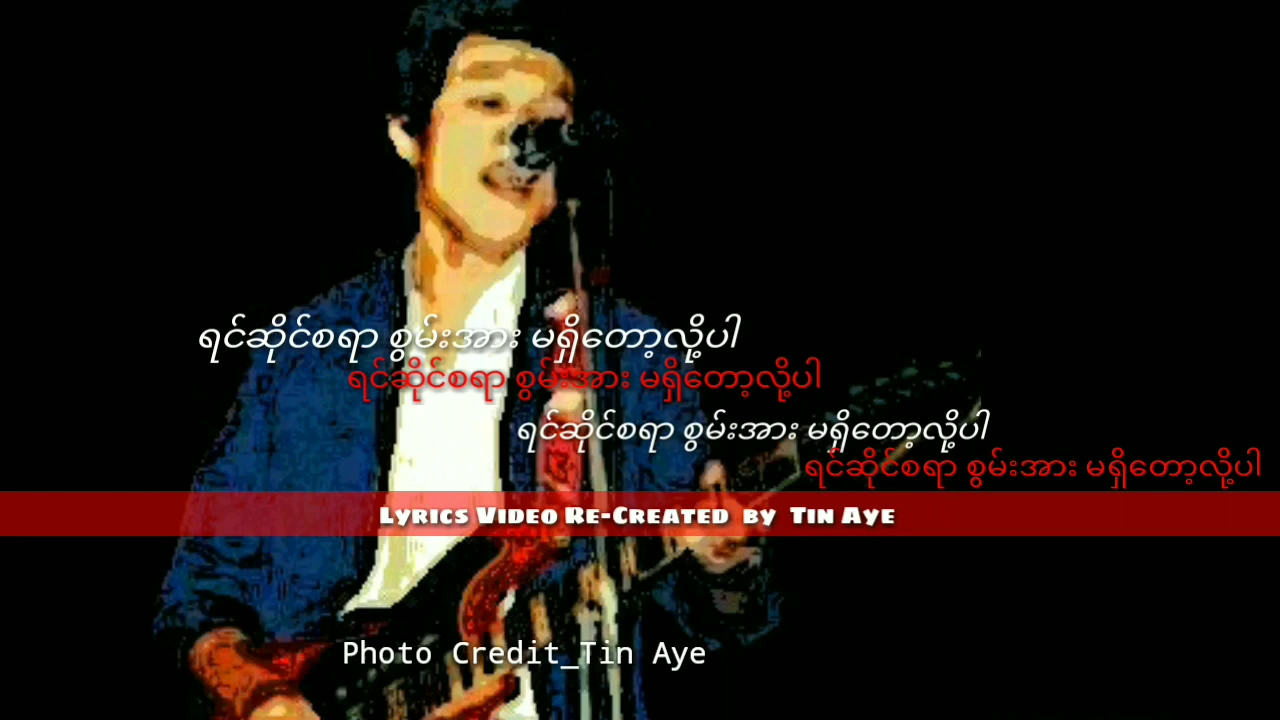 ရင်ဆိုင်စရာ စွမ်းအား မရှိတော့လို့ပါ
ရင်ဆိုင်စရာ စွမ်းအား မရှိတော့လို့ပါ
ရင်ဆိုင်စရာ စွမ်းအား မရှိတော့လို့ပါ
ရင်ဆိုင်စရာ စွမ်းအား မရှိတော့လို့ပါ
Lyrics Video Re-Created by Tin Aye
Photo Credit_Tin Aye